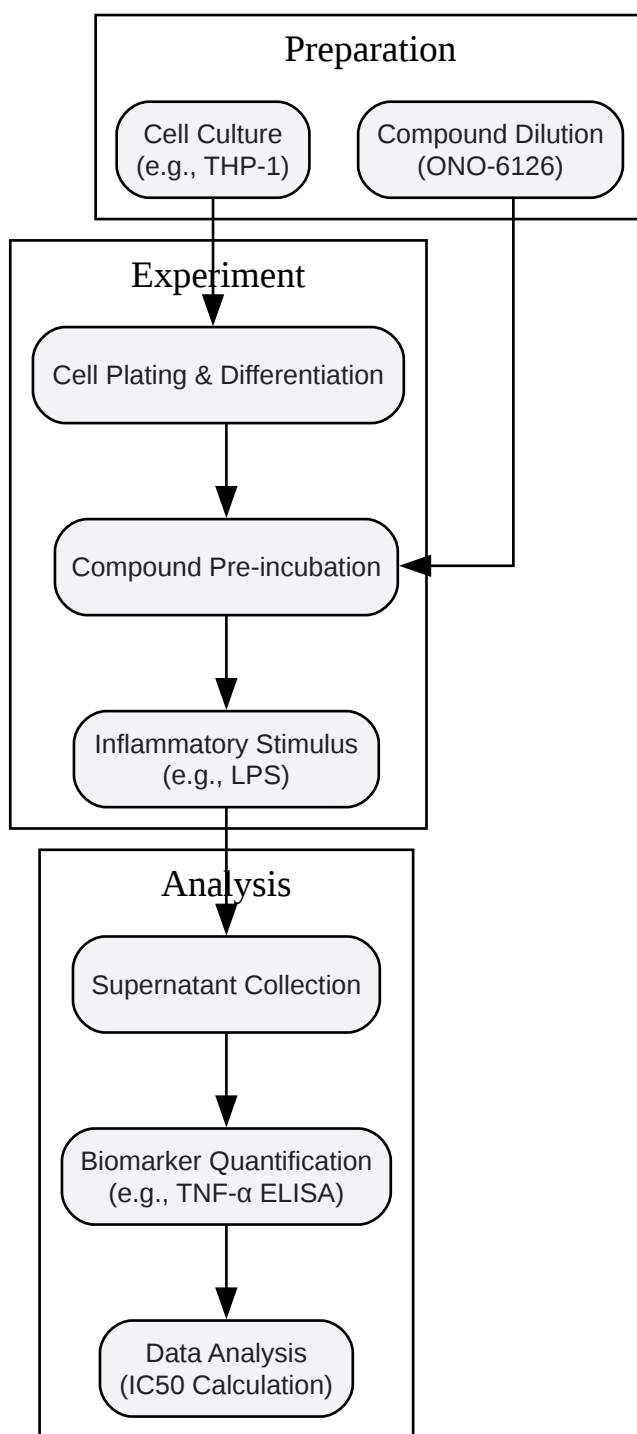 Preparation
Cell Culture
(e.g., THP-1)
Compound Dilution
(ONO-6126)
Experiment
Cell Plating & Differentiation
Compound Pre-incubation
Inflammatory Stimulus
(e.g., LPS)
Analysis
Supernatant Collection
Biomarker Quantification
(e.g., TNF-α ELISA)
Data Analysis
(IC50 Calculation)